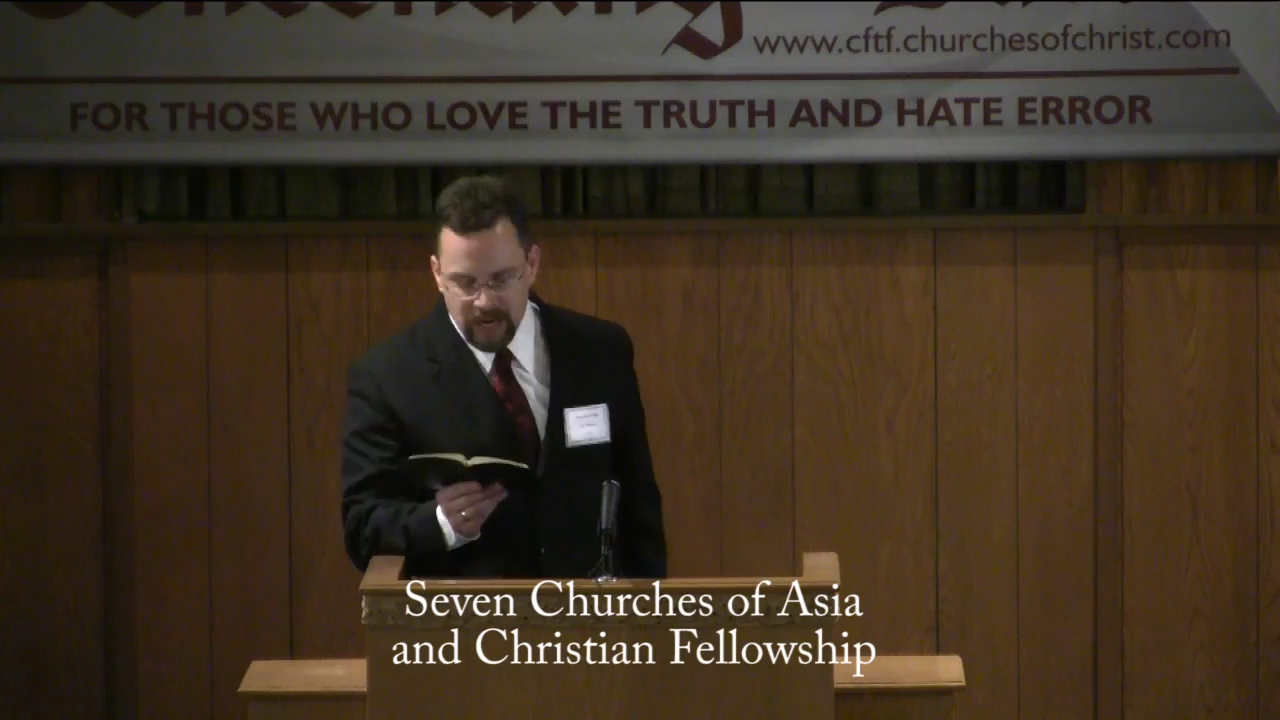 www.cftf.churchesofchrist.com
FOR THOSE WHO LOVE THE TRUTH AND HATE ERROR
Seven Churches of Asia
and Christian Fellowship